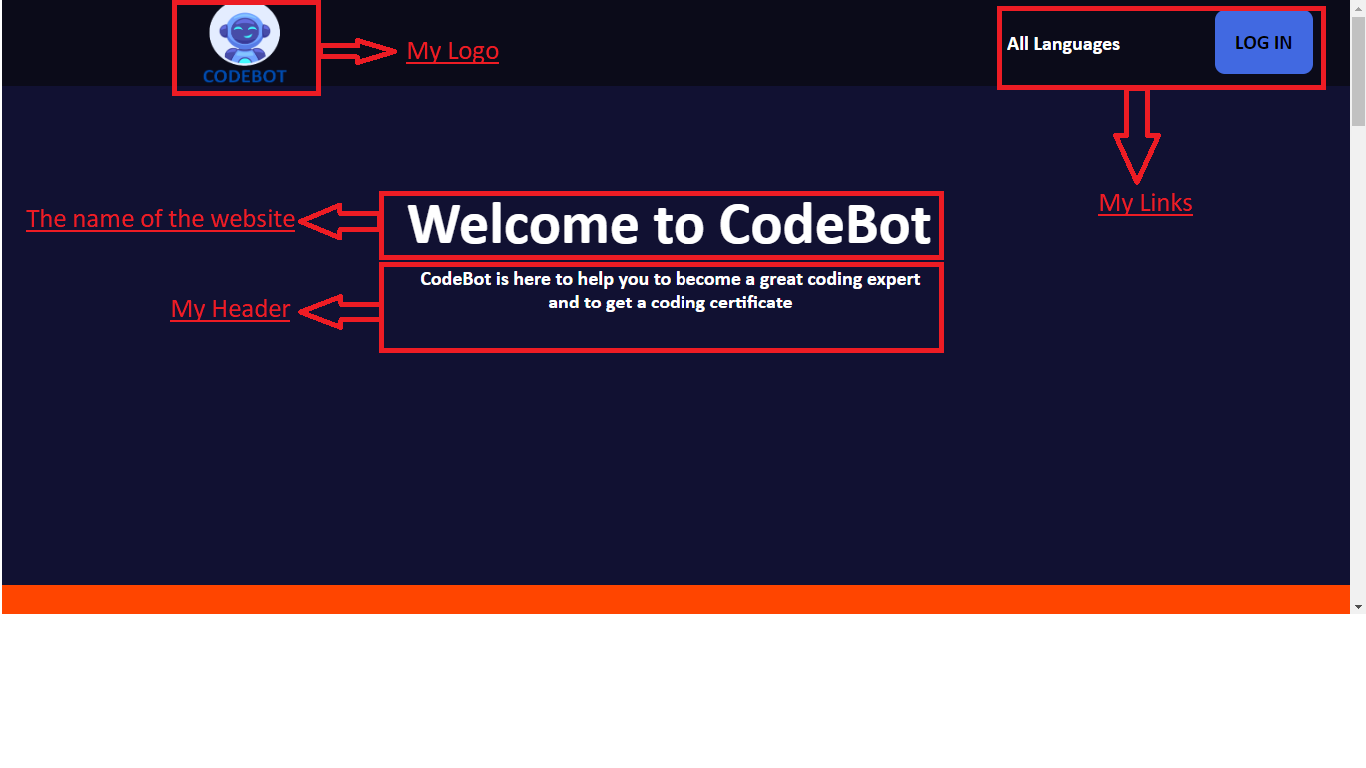 CODEBOT
My Logo
All Languages
LOG IN
My Links
The name of the website
Welcome to CodeBot
My Header
CodeBot is here to help you to become a great coding expert
and to get a coding certificate